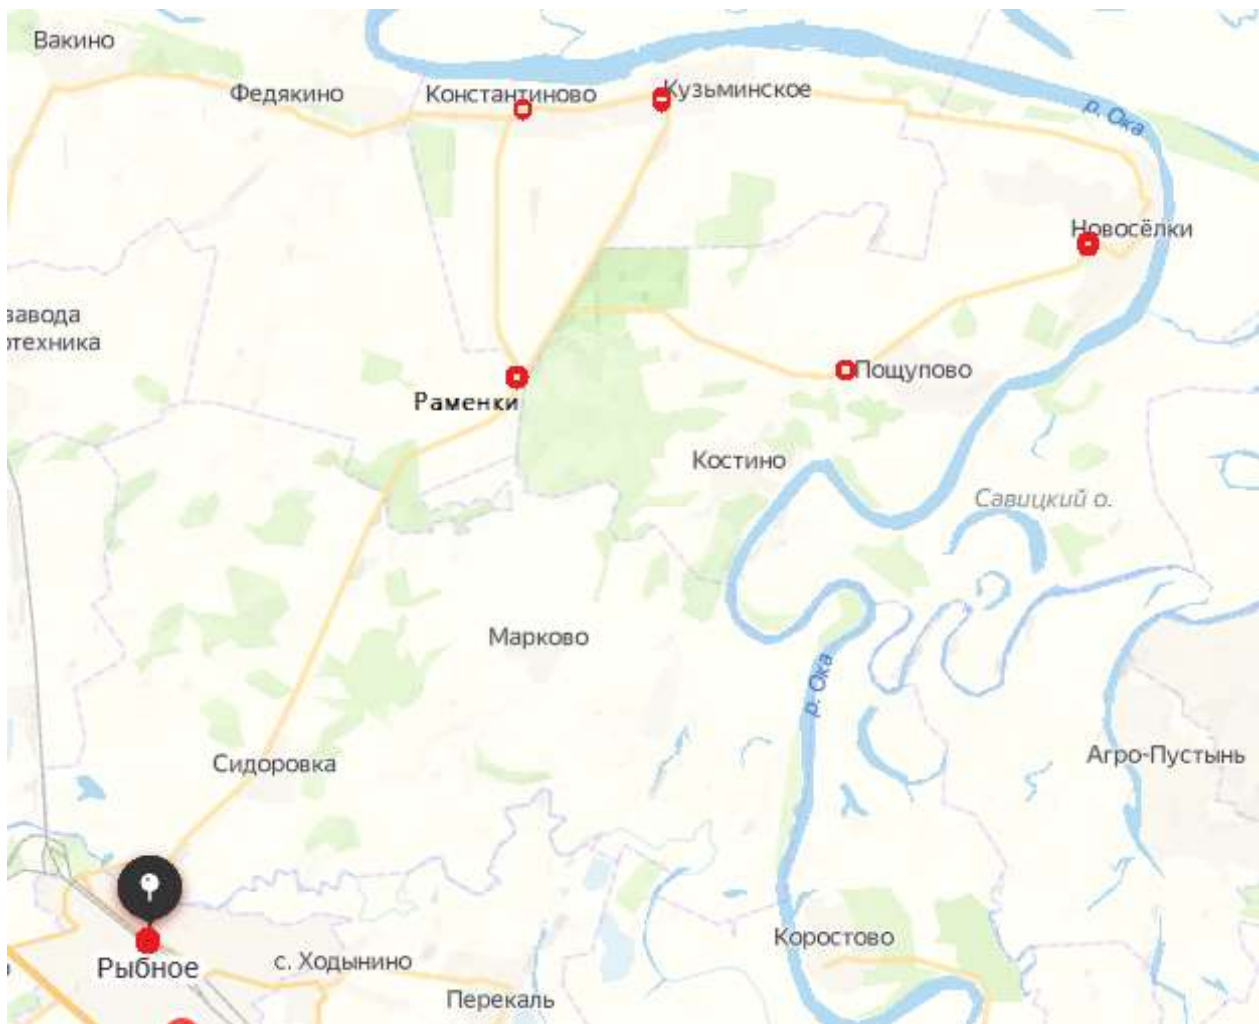 Вакино
Федякино
Константиново
Кузьминское
р. Ока
Новосёлки
завода
отехника
Пощупово
Раменки
Костино
Савицкий о.
Марково
р. Ока
Сидоровка
Агро-Пустынь
Коростово
Рыбное
с. Ходынино
Перекаль